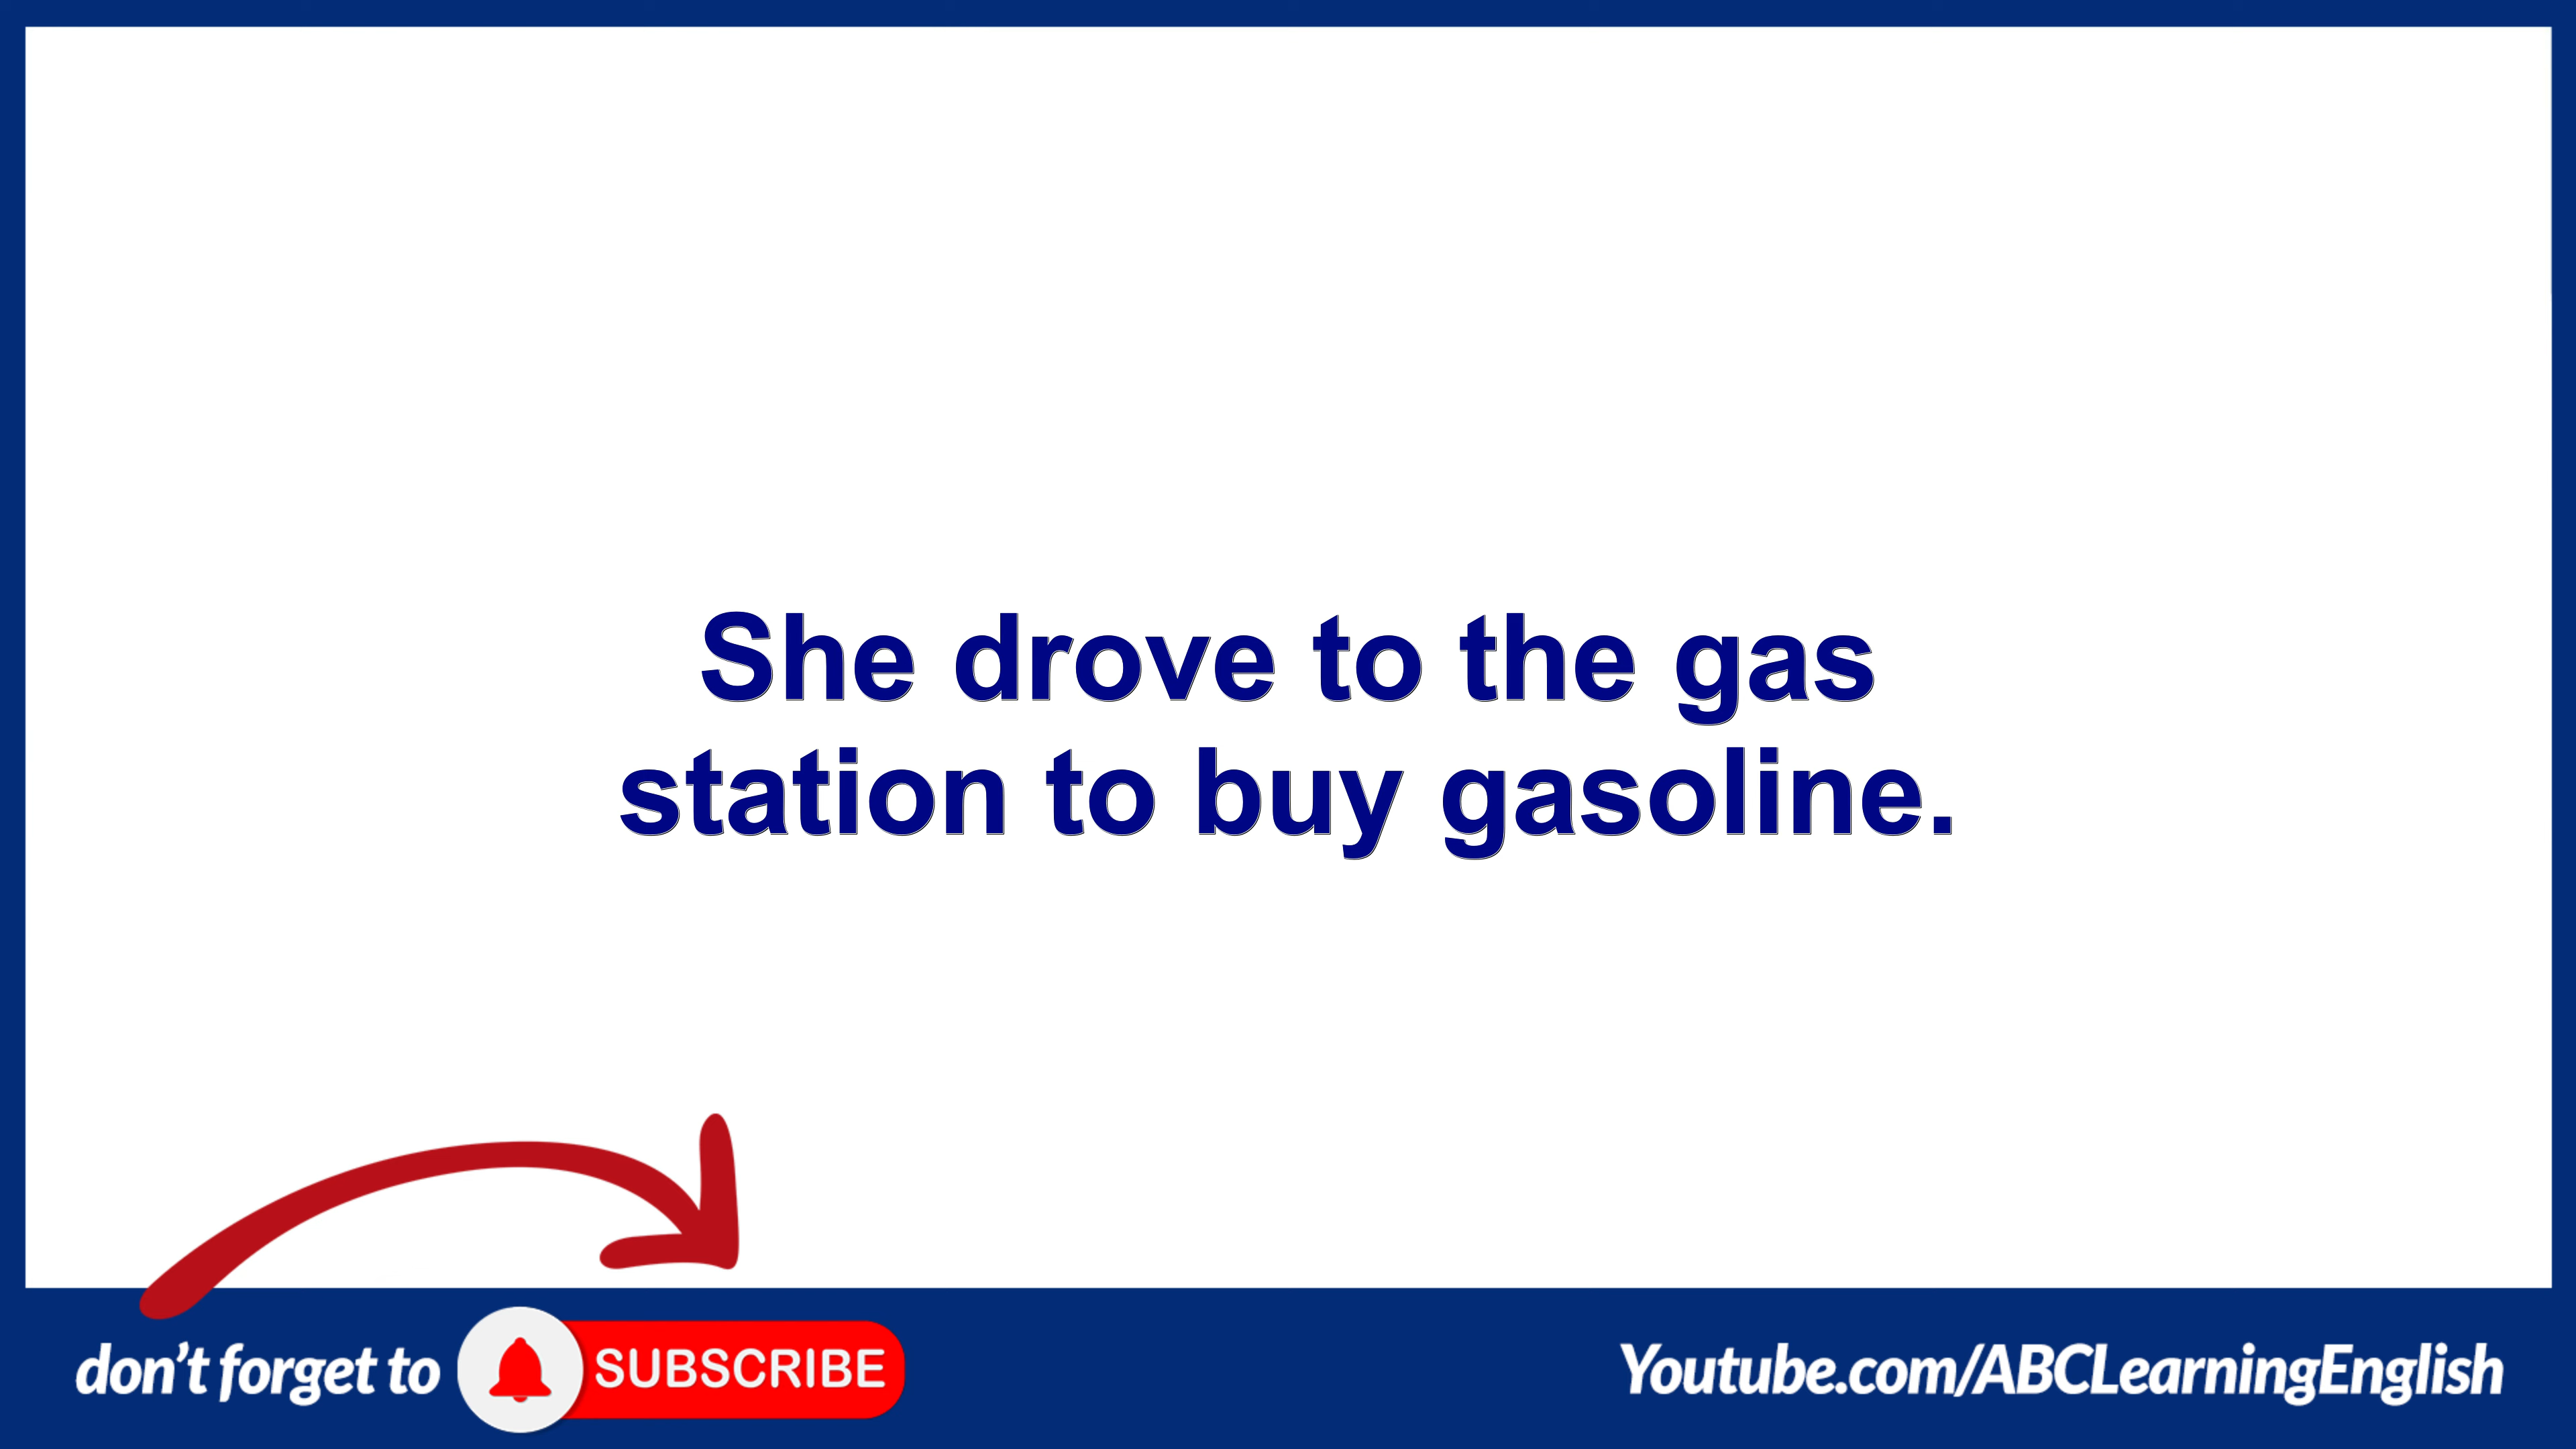 She drove to the gas
station to buy gasoline.
don't forget to SUBSCRIBE
Youtube.com/ABCLearningEnglish